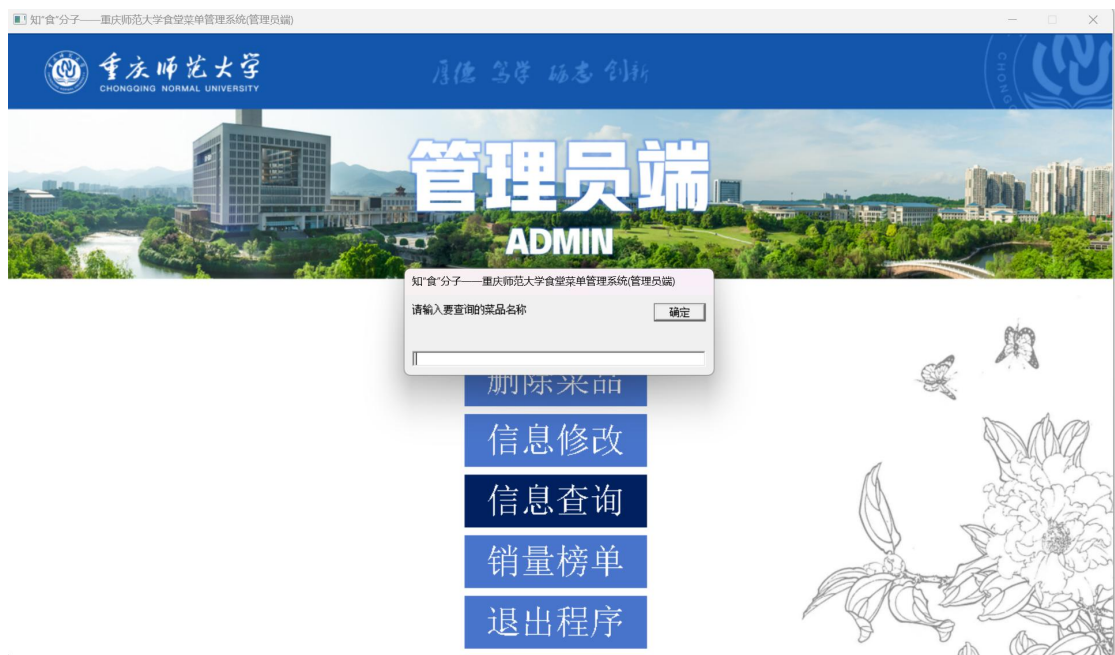 知“食”分子——重庆师范大学食堂菜单管理系统(管理员端)
重庆师范大学
CHONGQING NORMAL UNIVERSITY
厚德 笃学 砺志 创新
CHONG
管理员端
ADMIN
知“食”分子——重庆师范大学食堂菜单管理系统(管理员端)
请输入要查询的菜品名称
确定
删除菜品
信息修改
信息查询
销量榜单
退出程序